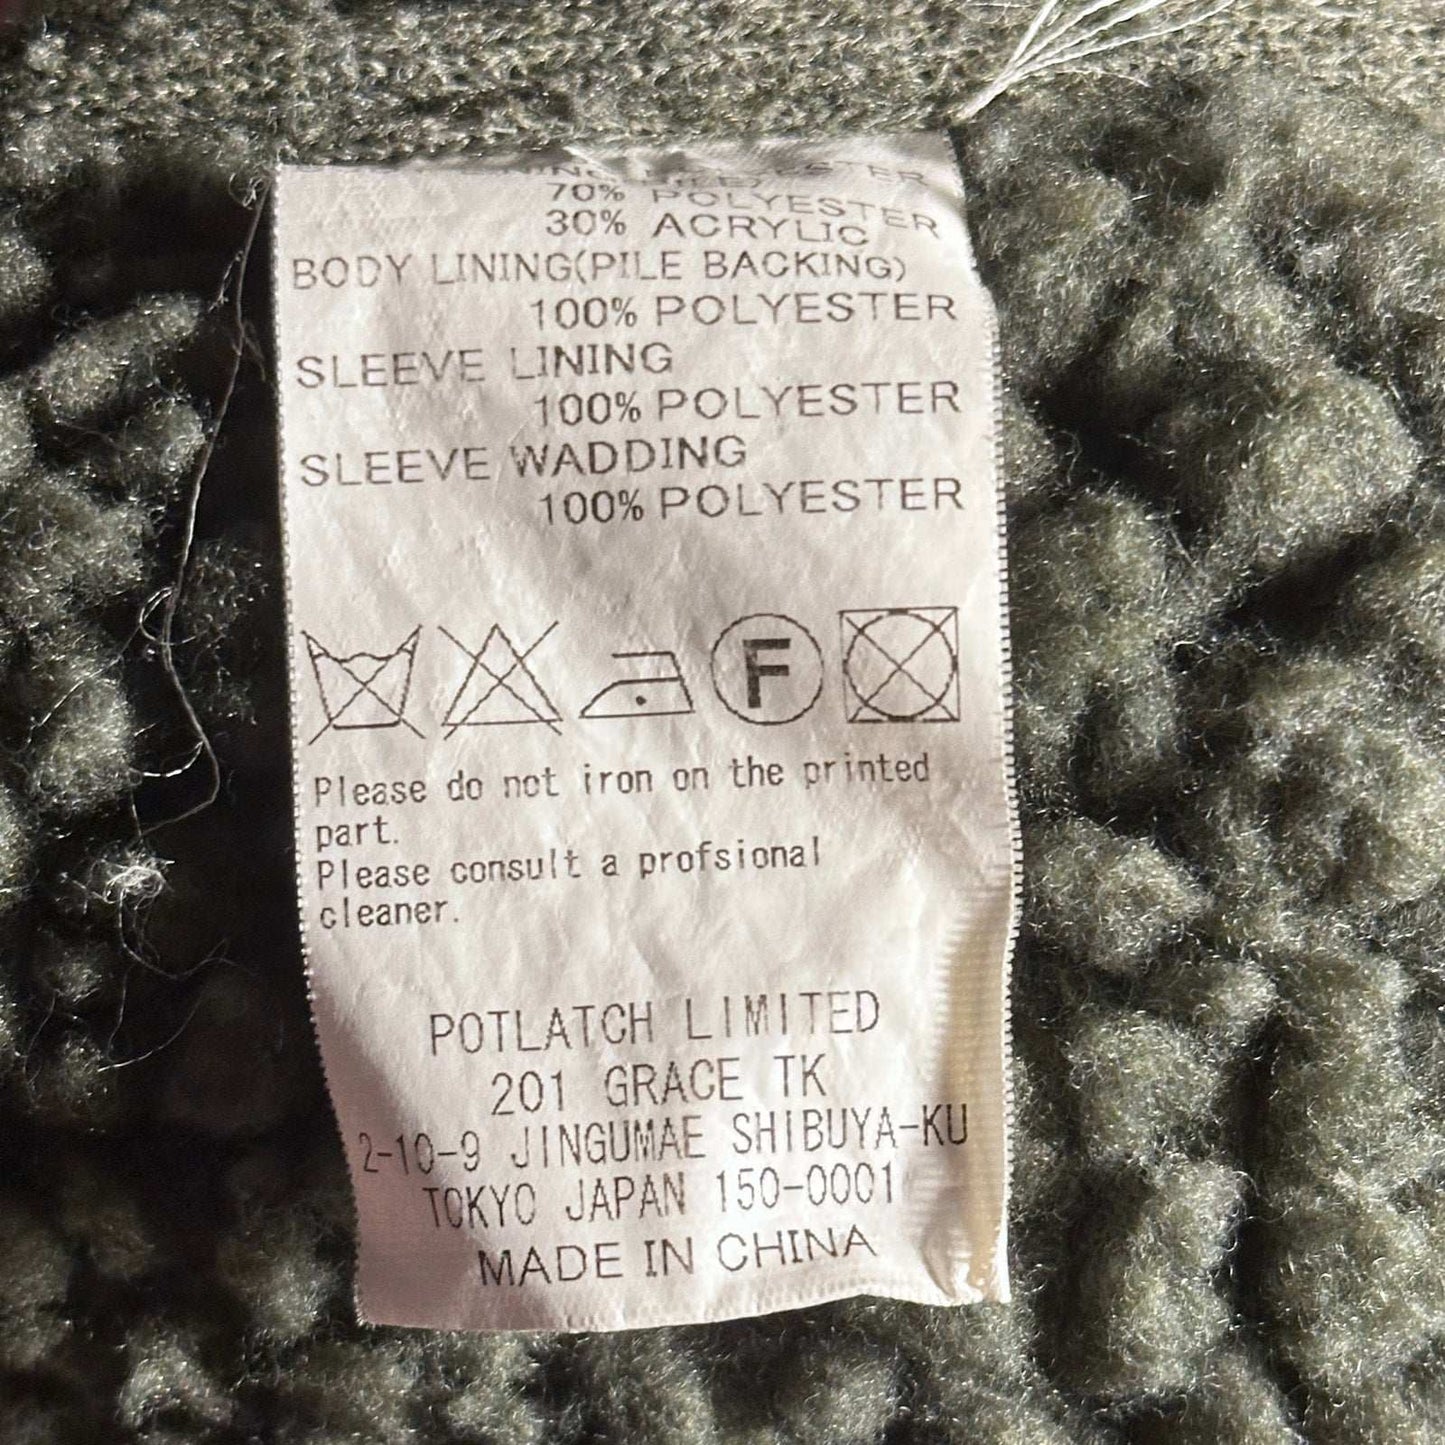 70% POLYESTER
30% ACRYLIC
BODY LINING(PILE BACKING)
100% POLYESTER
SLEEVE LINING
100% POLYESTER
SLEEVE WADDING
100% POLYESTER
F
Please do not iron on the printed
part.
Please consult a profsional
cleaner.
POTLATCH LIMITED
201 GRACE TK
2-10-9 JINGUMAE SHIBUYA-KU
TOKYO JAPAN 150-0001
MADE IN CHINA